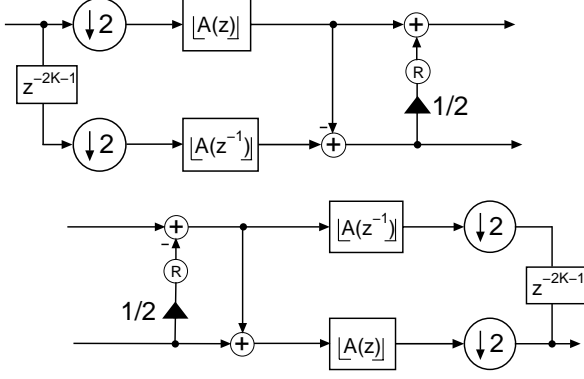 ↓2
⌊A(z)⌋
+
R
z^-2K-1
1/2
↓2
⌊A(z^-1)⌋
-
+
+
⌊A(z^-1)⌋
↓2
-
R
z^-2K-1
1/2
+
⌊A(z)⌋
↓2